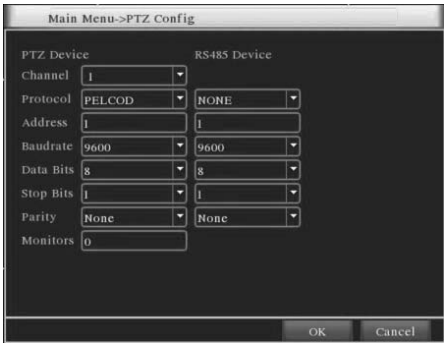 Main Menu->PTZ Config
PTZ Device RS485 Device
Channel 1
Protocol PELCOD NONE
Address 1 1
Baudrate 9600 9600
Data Bits 8 8
Stop Bits 1 1
Parity None None
Monitors 0
OK Cancel